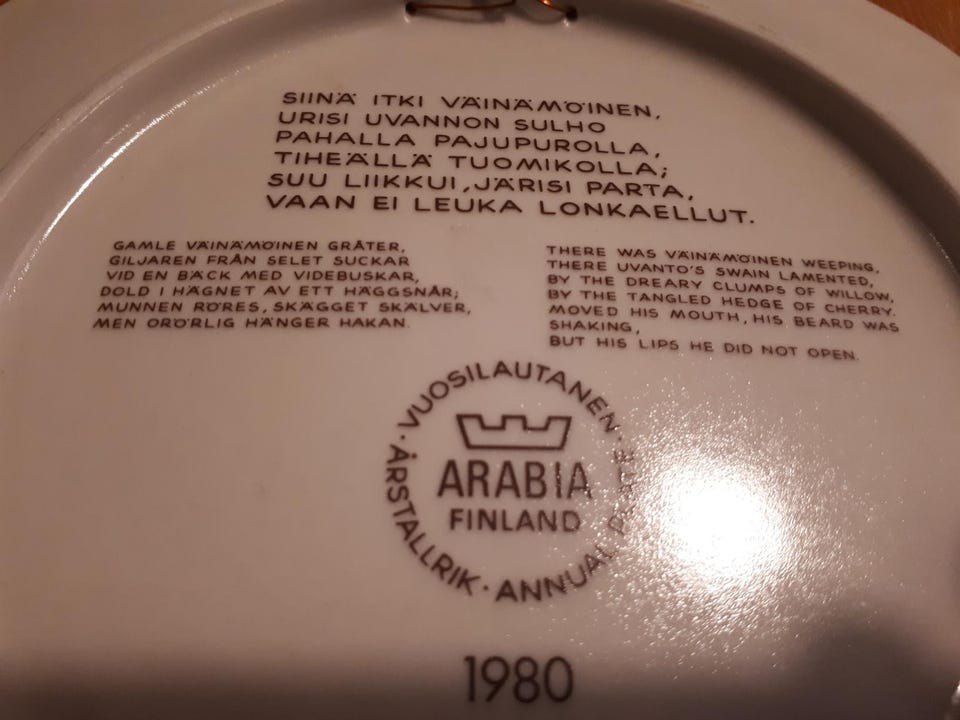 SIINÄ ITKI VÄINÄMÖINEN,
URISI UVANNON SULHO
PAHALLA PAJUPUROLLA,
TIHEÄLLÄ TUOMIKOLLA;
SUU LIIKKUI, JÄRISI PARTA,
VAAN EI LEUKA LONKAELLUT.
GAMLE VÄINÄMÖINEN GRÅTER,
GILJAREN FRÅN SELET SUCKAR
VID EN BÄCK MED VIDEBUSKAR,
DOLD I HÄGNET AV ETT HÄGGSNÅR;
MUNNEN RÖRES, SKÄGGET SKÄLVER,
MEN ORÖRLIG HÄNGER HAKAN.
THERE WAS VÄINÄMÖINEN WEEPING,
THERE UVANTO'S SWAIN LAMENTED,
BY THE DREARY CLUMPS OF WILLOW,
BY THE TANGLED HEDGE OF CHERRY.
MOVED HIS MOUTH, HIS BEARD WAS
SHAKING,
BUT HIS LIPS HE DID NOT OPEN.
· VUOSILAUTANEN ·
ARABIA
FINLAND
ÅRSTALLRIK · ANNUAL PLATE
1980